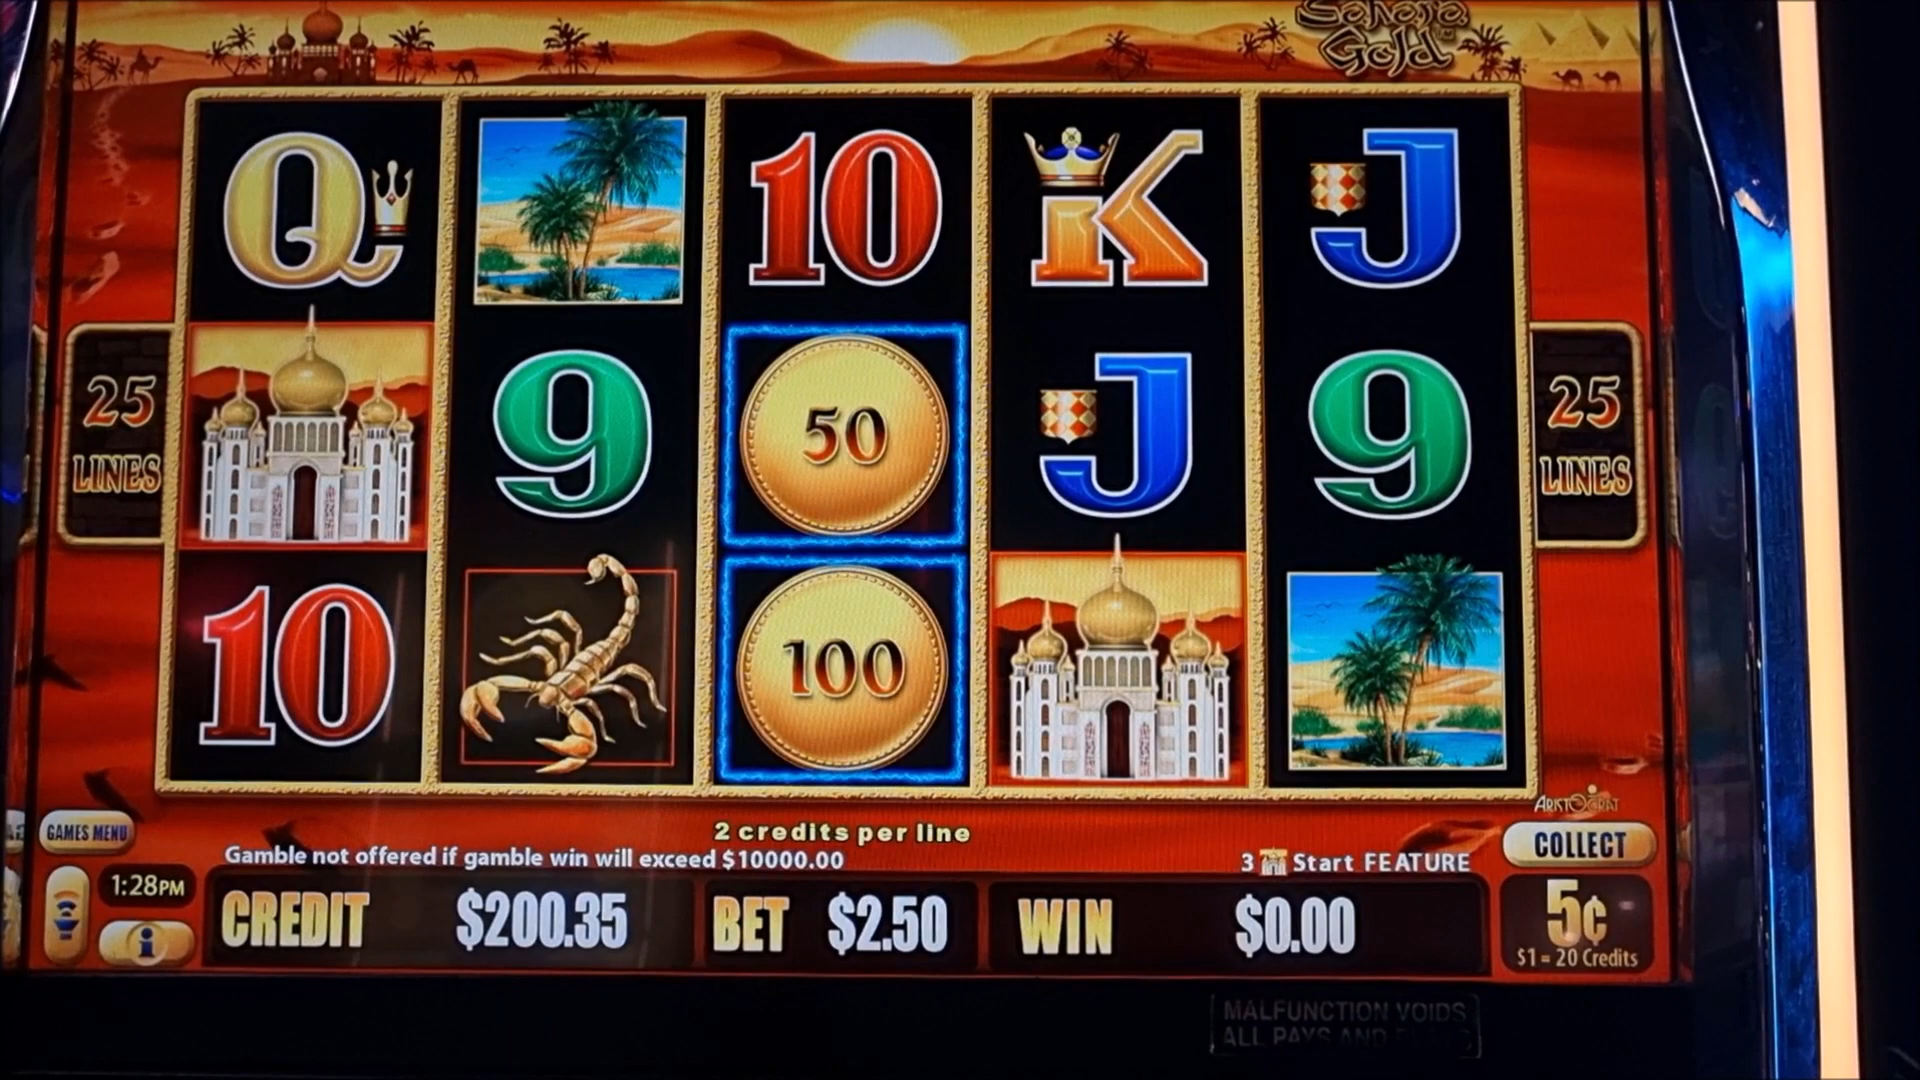 Sahara
Gold™
Q
10
K
J
25
LINES
9
50
J
9
25
LINES
10
100
ARISTOCRAT
GAMES MENU
2 credits per line
COLLECT
Gamble not offered if gamble win will exceed $10000.00
3 Start FEATURE
1:28PM
CREDIT $200.35
BET $2.50
WIN $0.00
5¢
$1 = 20 Credits
i
MALFUNCTION VOIDS
ALL PAYS AND